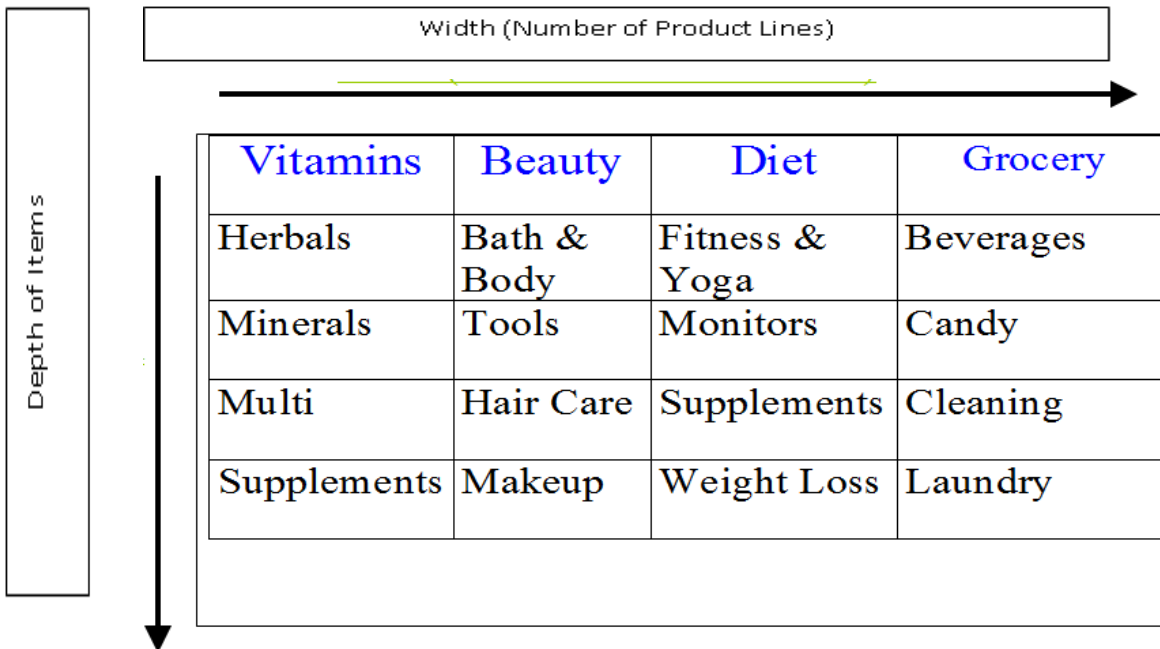 Width (Number of Product Lines)
Depth of Items
Vitamins Beauty Diet Grocery
Herbals Bath & Body Fitness & Yoga Beverages
Minerals Tools Monitors Candy
Multi Hair Care Supplements Cleaning
Supplements Makeup Weight Loss Laundry